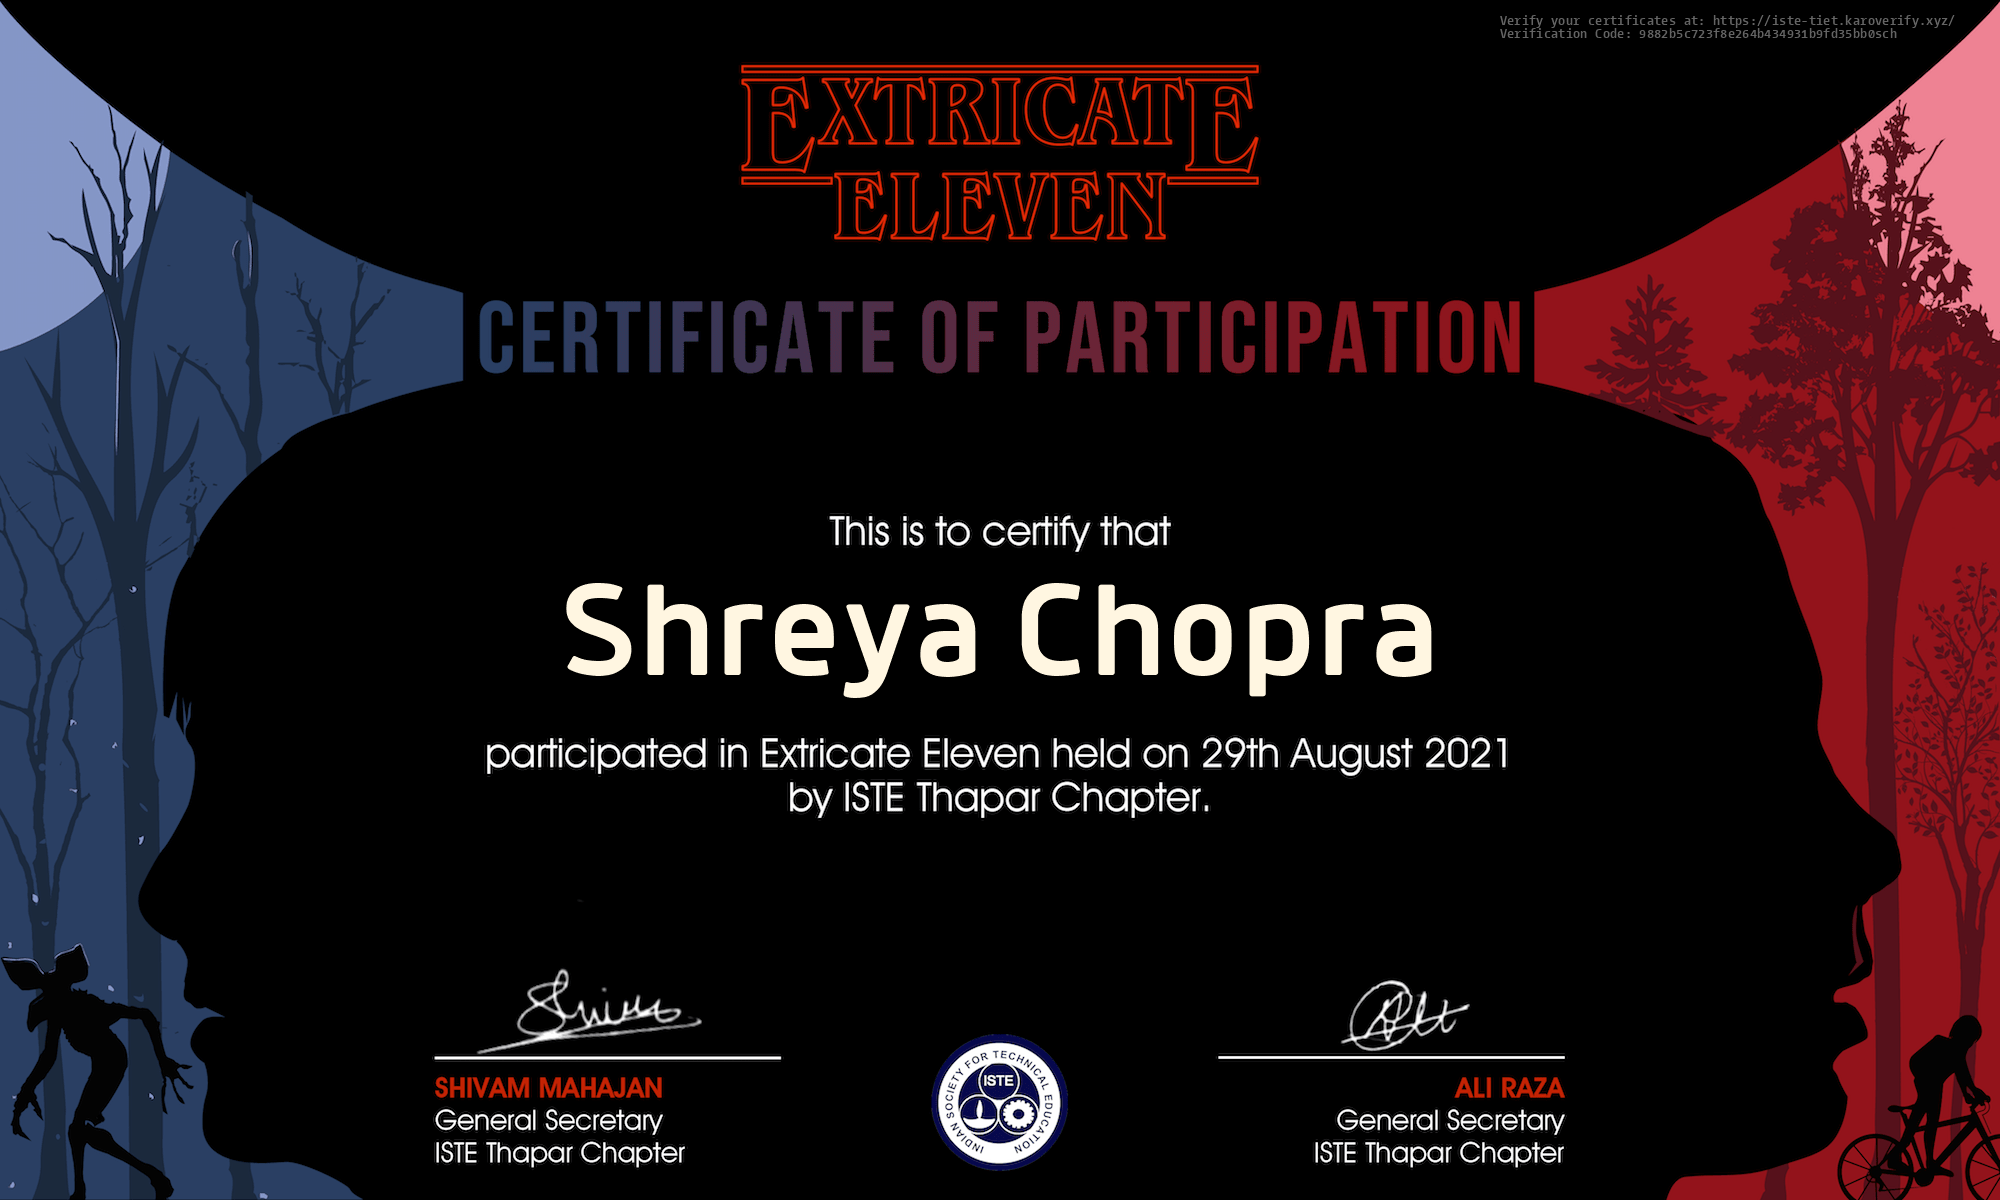 Verify your certificates at: https://iste-tiet.karoverify.xyz/
Verification Code: 9882b5c723f8e264b434931b9fd35bb0sch
EXTRICATE
ELEVEN
CERTIFICATE OF PARTICIPATION
This is to certify that
Shreya Chopra
participated in Extricate Eleven held on 29th August 2021
by ISTE Thapar Chapter.
SHIVAM MAHAJAN
General Secretary
ISTE Thapar Chapter
INDIAN SOCIETY FOR TECHNICAL EDUCATION
ISTE
ALI RAZA
General Secretary
ISTE Thapar Chapter